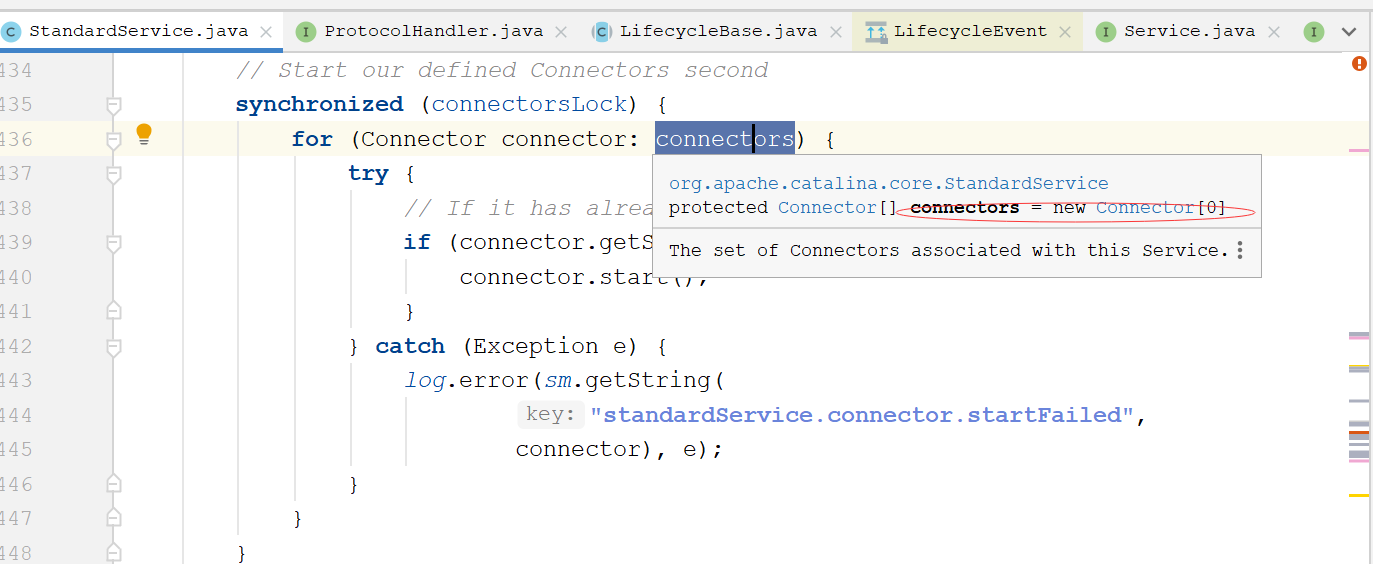 StandardService.java ProtocolHandler.java LifecycleBase.java LifecycleEvent Service.java
434 // Start our defined Connectors second
435 synchronized (connectorsLock) {
436 for (Connector connector: connectors) {
437 try {
org.apache.catalina.core.StandardService
438 // If it has alrea
protected Connector[] connectors = new Connector[0]
439 if (connector.getS
The set of Connectors associated with this Service.
440 connector.start();
441 }
442 } catch (Exception e) {
443 log.error(sm.getString(
444 key: "standardService.connector.startFailed",
445 connector), e);
446 }
447 }
448 }